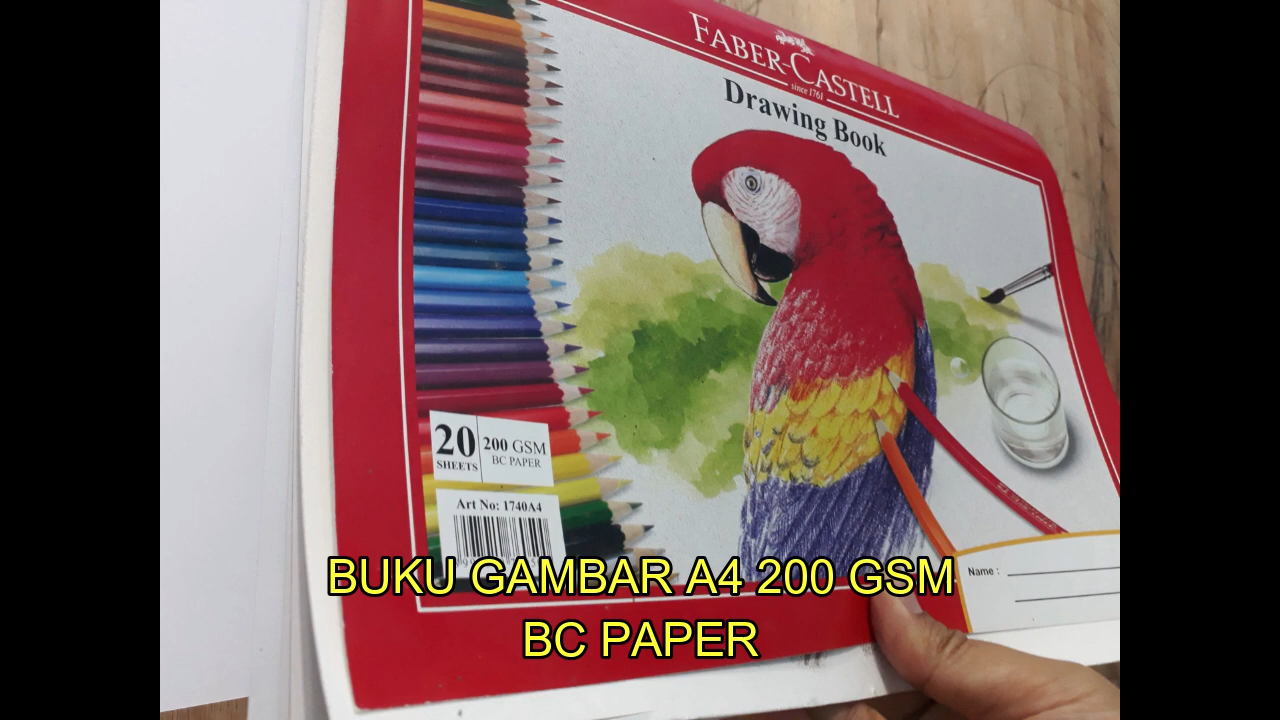 FABER-CASTELL
since 1761
Drawing Book
20
SHEETS
200 GSM
BC PAPER
Art No: 1740A4
Name :
BUKU GAMBAR A4 200 GSM
BC PAPER